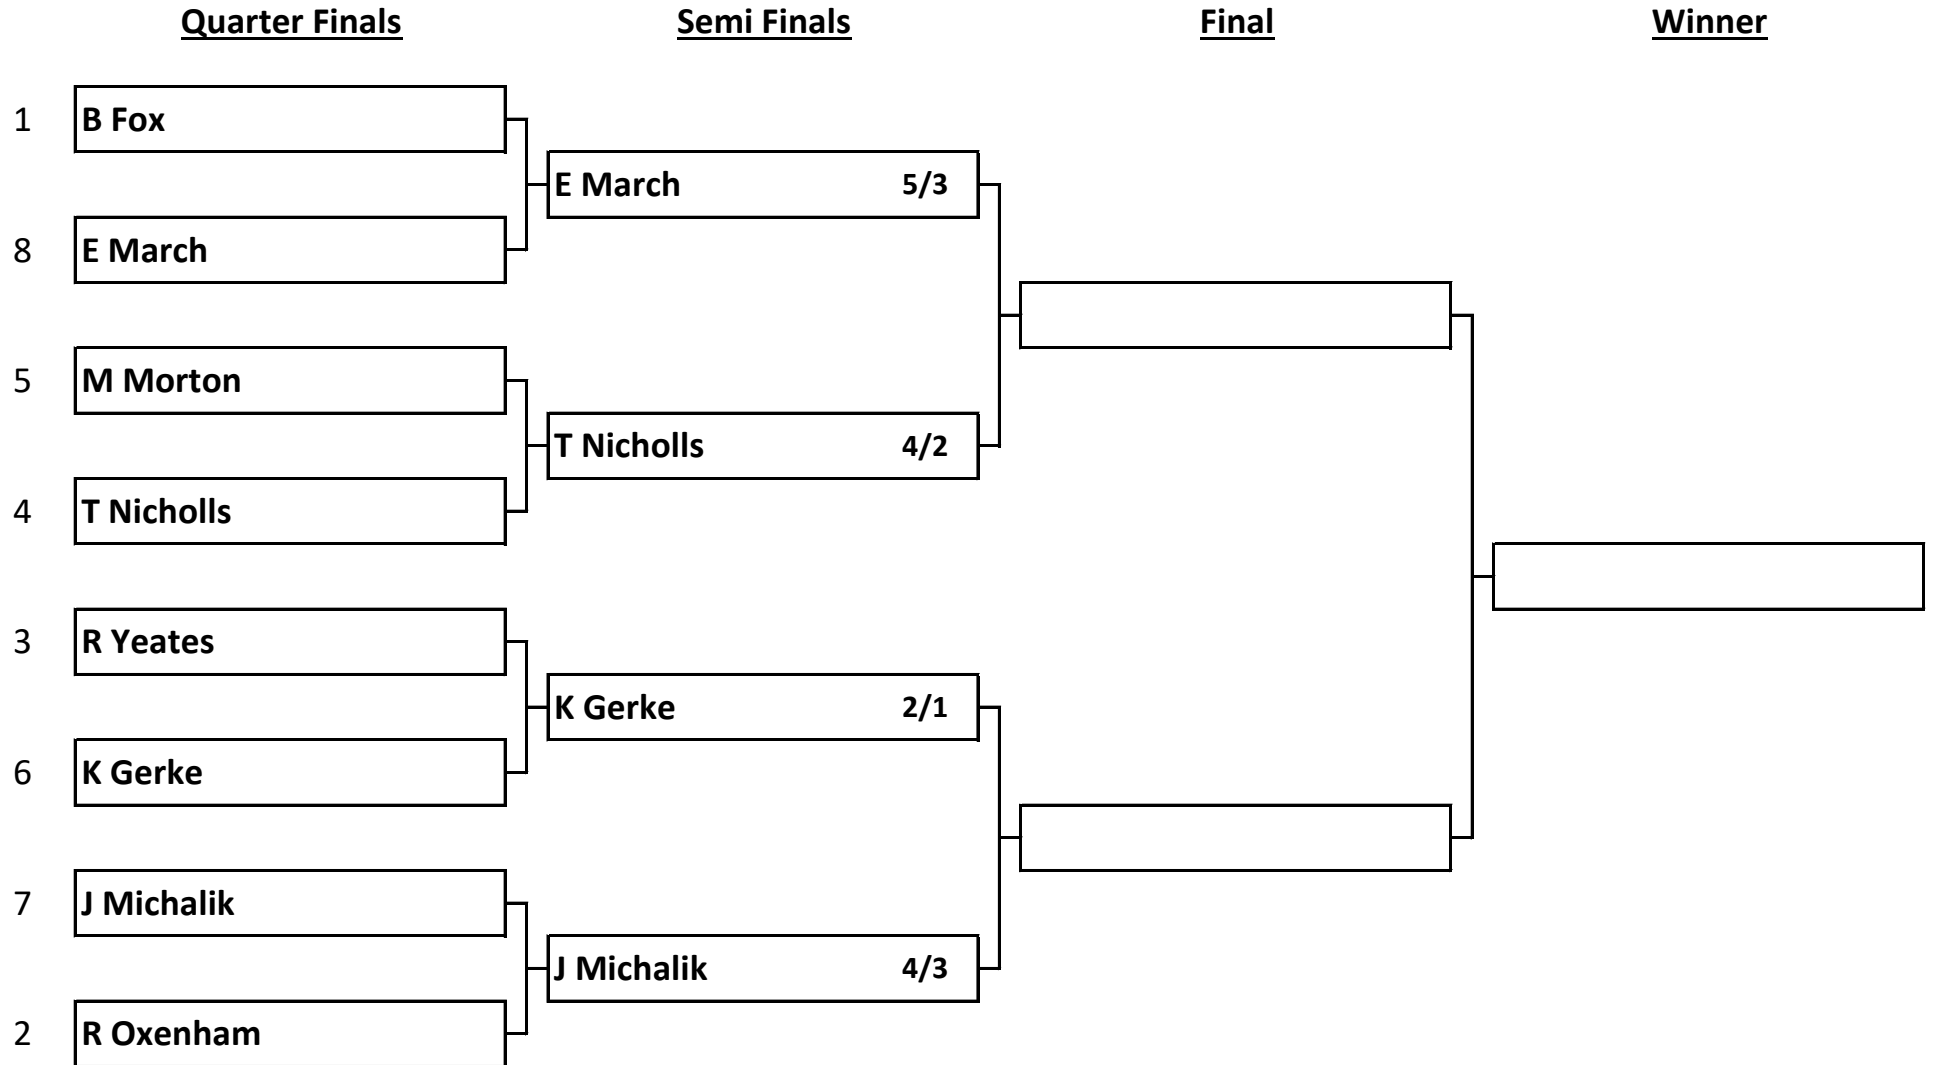 Quarter Finals Semi Finals Final Winner
1 B Fox
E March 5/3
8 E March
5 M Morton
T Nicholls 4/2
4 T Nicholls
3 R Yeates
K Gerke 2/1
6 K Gerke
7 J Michalik
J Michalik 4/3
2 R Oxenham